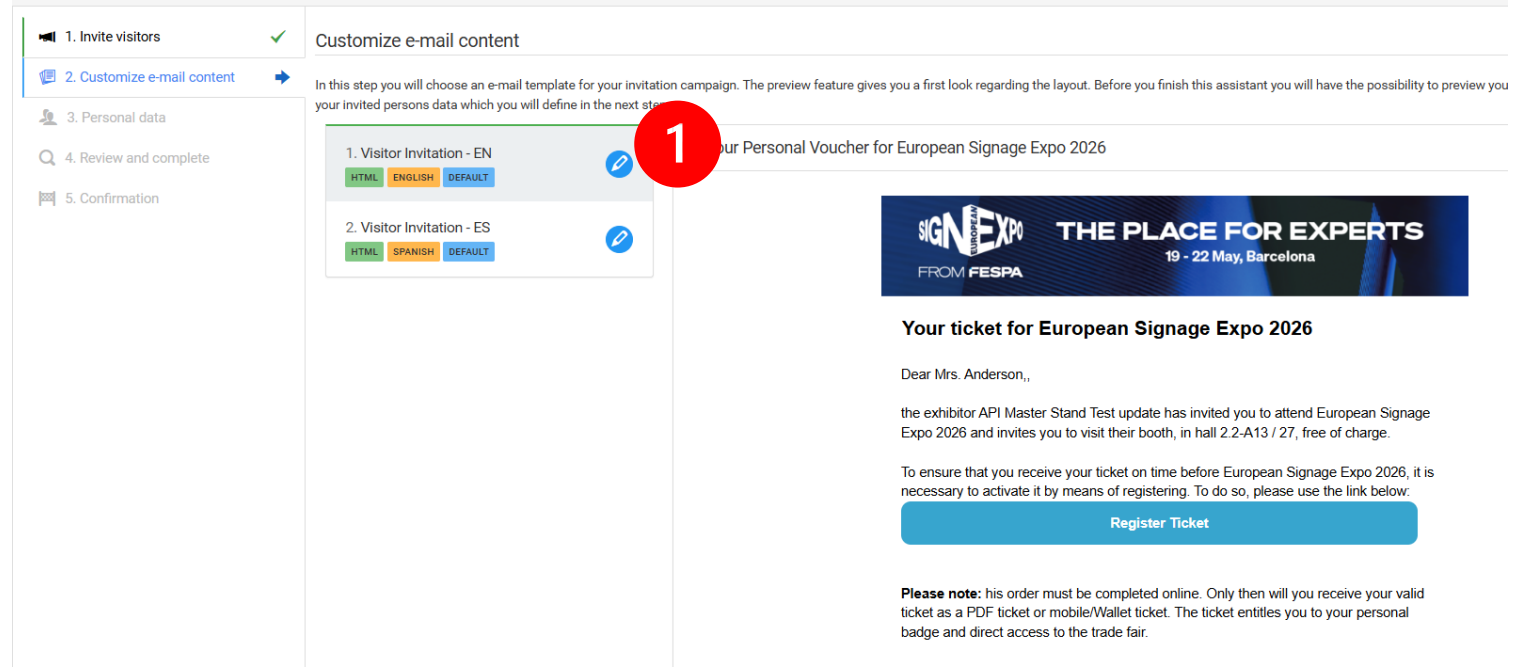 1. Invite visitors
2. Customize e-mail content
3. Personal data
4. Review and complete
5. Confirmation
Customize e-mail content
In this step you will choose an e-mail template for your invitation campaign. The preview feature gives you a first look regarding the layout. Before you finish this assistant you will have the possibility to preview you
your invited persons data which you will define in the next
1. Visitor Invitation - EN
HTML ENGLISH DEFAULT
2. Visitor Invitation - ES
HTML SPANISH DEFAULT
1
our Personal Voucher for European Signage Expo 2026
EUROPEAN
SIGN EXPO
FROM FESPA
THE PLACE FOR EXPERTS
19 - 22 May, Barcelona
Your ticket for European Signage Expo 2026
Dear Mrs. Anderson,,
the exhibitor API Master Stand Test update has invited you to attend European Signage
Expo 2026 and invites you to visit their booth, in hall 2.2-A13 / 27, free of charge.
To ensure that you receive your ticket on time before European Signage Expo 2026, it is
necessary to activate it by means of registering. To do so, please use the link below:
Register Ticket
Please note: his order must be completed online. Only then will you receive your valid
ticket as a PDF ticket or mobile/Wallet ticket. The ticket entitles you to your personal
badge and direct access to the trade fair.